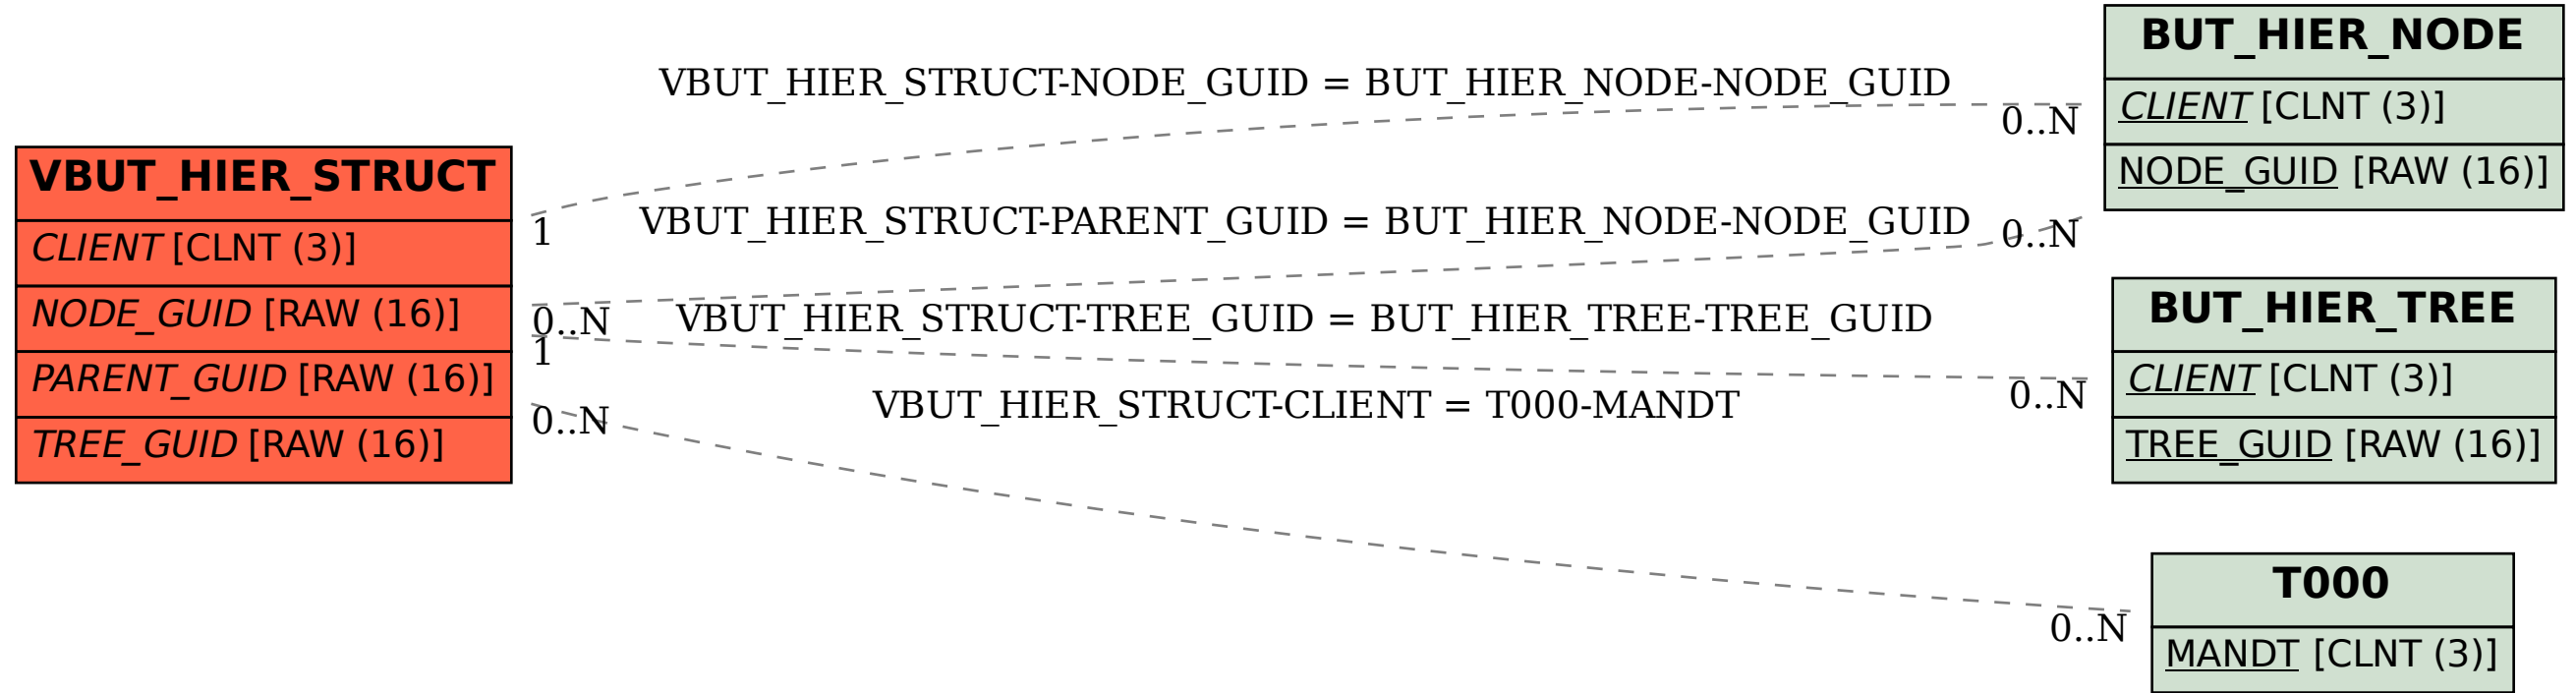 VBUT_HIER_STRUCT
CLIENT [CLNT (3)]
NODE_GUID [RAW (16)]
PARENT_GUID [RAW (16)]
TREE_GUID [RAW (16)]
VBUT_HIER_STRUCT-NODE_GUID = BUT_HIER_NODE-NODE_GUID
1
0..N
VBUT_HIER_STRUCT-PARENT_GUID = BUT_HIER_NODE-NODE_GUID
0..N
0..N
VBUT_HIER_STRUCT-TREE_GUID = BUT_HIER_TREE-TREE_GUID
1
0..N
VBUT_HIER_STRUCT-CLIENT = T000-MANDT
0..N
0..N
BUT_HIER_NODE
CLIENT [CLNT (3)]
NODE_GUID [RAW (16)]
BUT_HIER_TREE
CLIENT [CLNT (3)]
TREE_GUID [RAW (16)]
T000
MANDT [CLNT (3)]